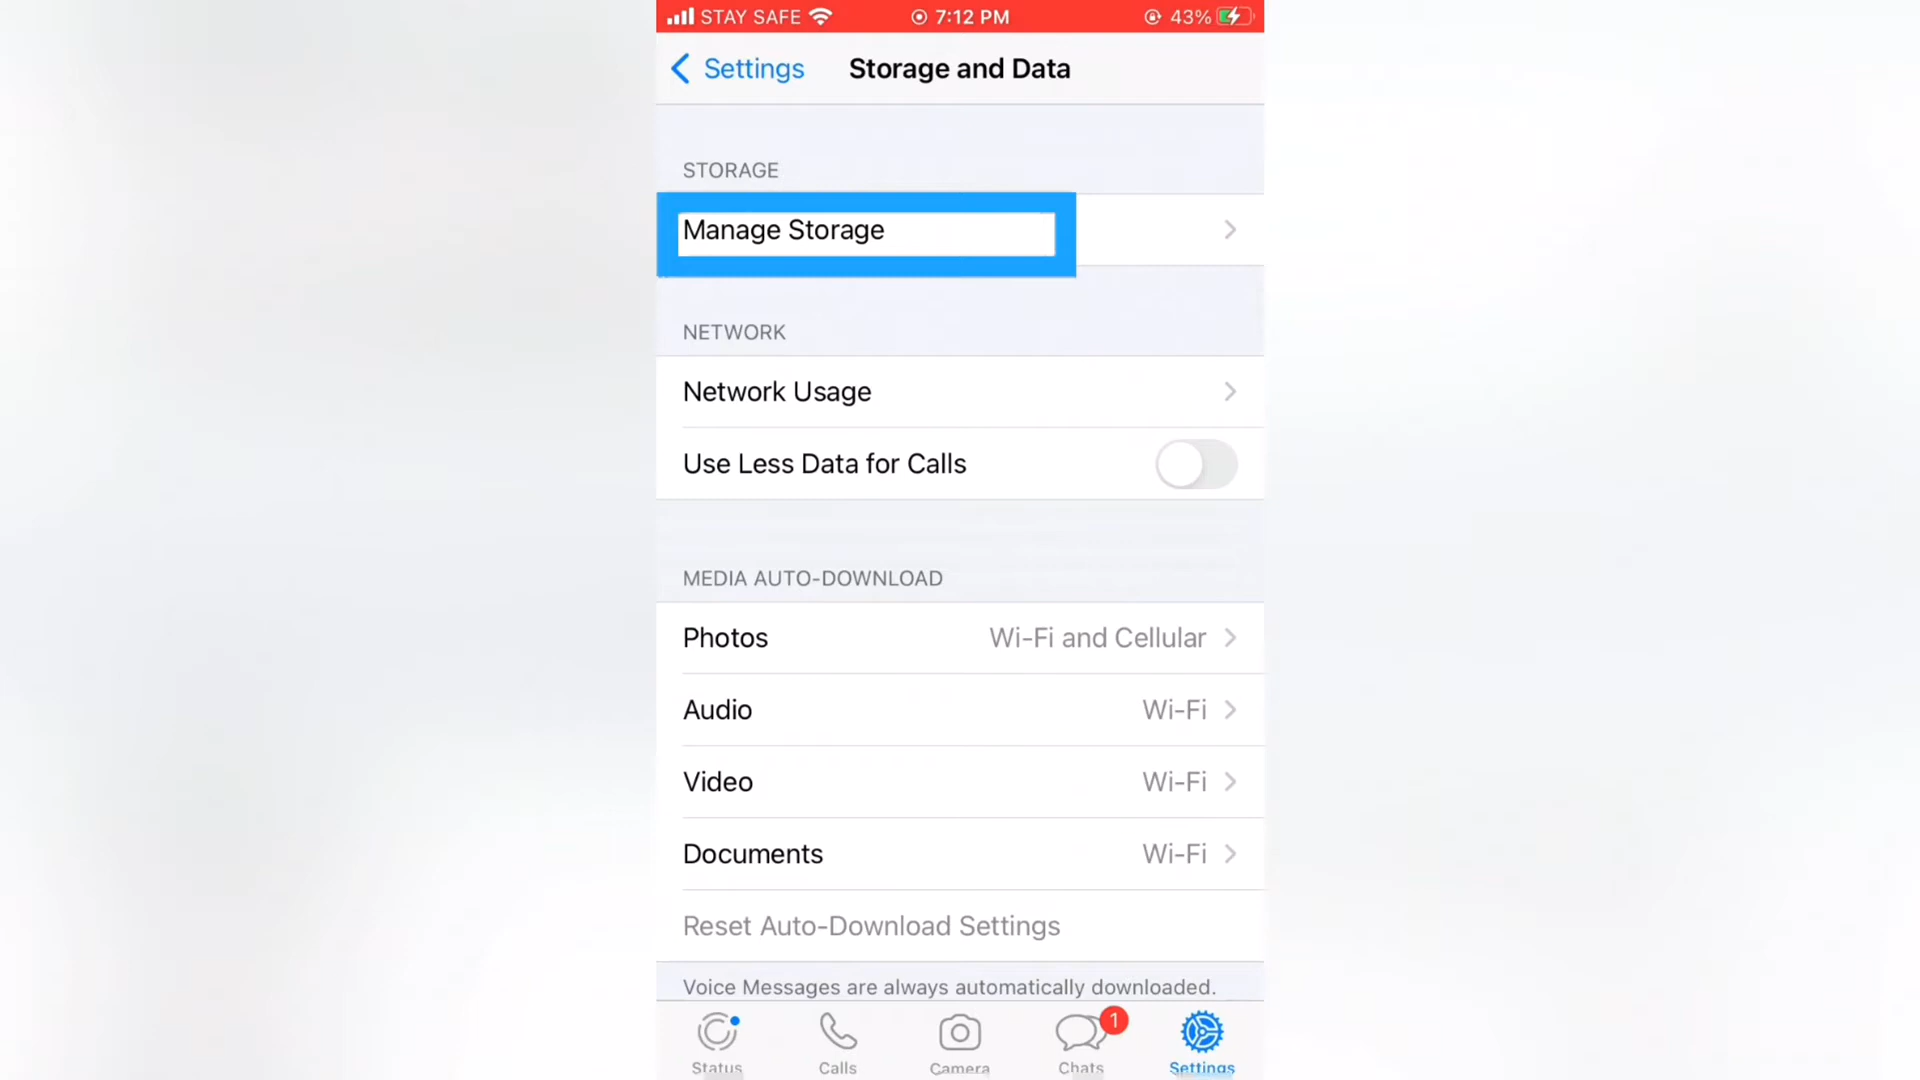 STAY SAFE 7:12 PM 43%
Settings Storage and Data
STORAGE
Manage Storage
NETWORK
Network Usage
Use Less Data for Calls
MEDIA AUTO-DOWNLOAD
Photos Wi-Fi and Cellular
Audio Wi-Fi
Video Wi-Fi
Documents Wi-Fi
Reset Auto-Download Settings
Voice Messages are always automatically downloaded.
1
Status Calls Camera Chats Settings